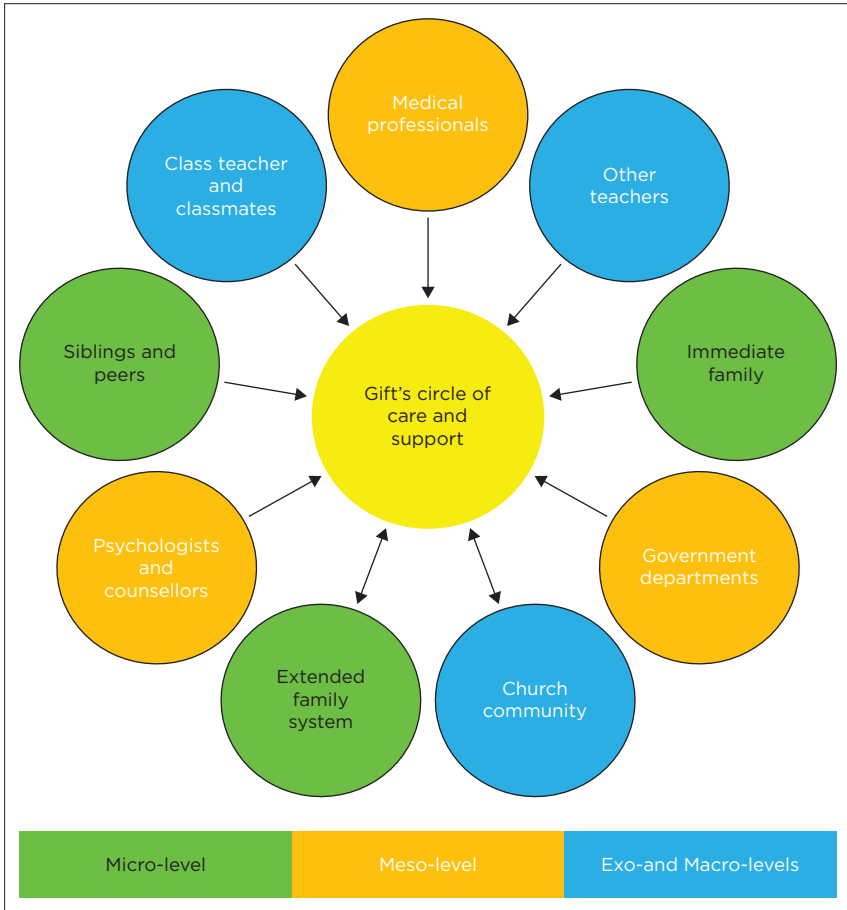 Medical
professionals
Class teacher
and
classmates
Other
teachers
Siblings and
peers
Immediate
family
Gift's circle of
care and
support
Psychologists
and
counsellors
Government
departments
Extended
family
system
Church
community
Micro-level
Meso-level
Exo-and Macro-levels